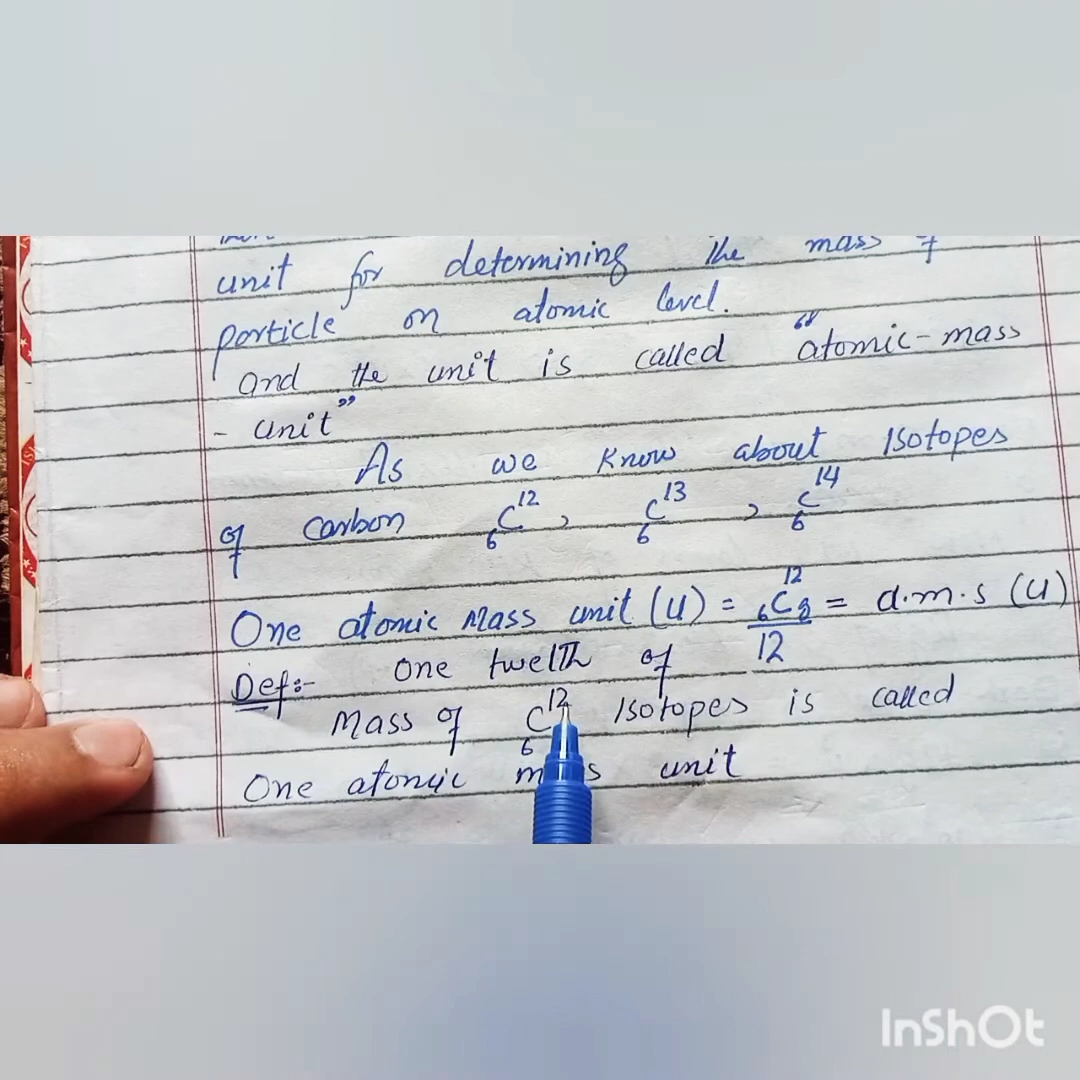 unit for determining the mass of
particle on atomic level.
and the unit is called "atomic-mass
- unit"
As we know about Isotopes
of Carbon ₆C¹², ₆C¹³, ₆C¹⁴
One atomic Mass unit (U) = ₆C¹²/12 = a.m.s (U)
Def:- One twelth of
Mass of ₆C¹² Isotopes is called
One atomic mass unit
InShOt